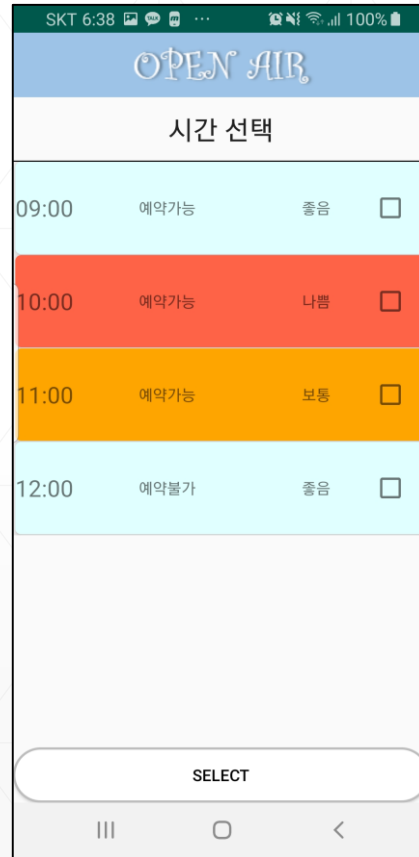 SKT 6:38 TALK ... 100%
OPEN AIR
시간 선택
09:00 예약가능 좋음
10:00 예약가능 나쁨
11:00 예약가능 보통
12:00 예약불가 좋음
SELECT